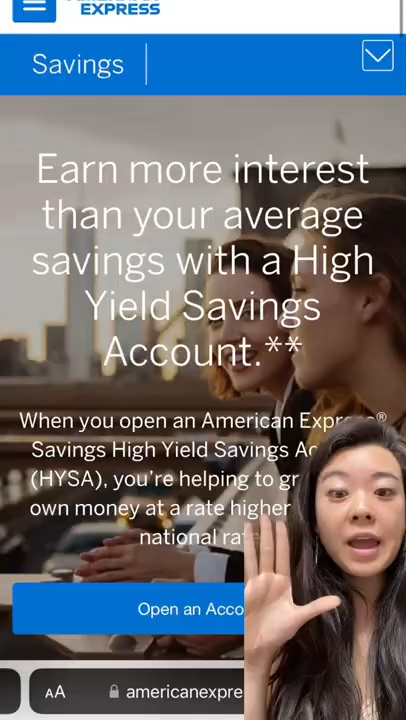 EXPRESS
Savings
Earn more interest
than your average
savings with a High
Yield Savings
Account.**
When you open an American Express®
Savings High Yield Savings Ac
(HYSA), you're helping to gr
own money at a rate higher
national rate
Open an Acco
AA americanexpre